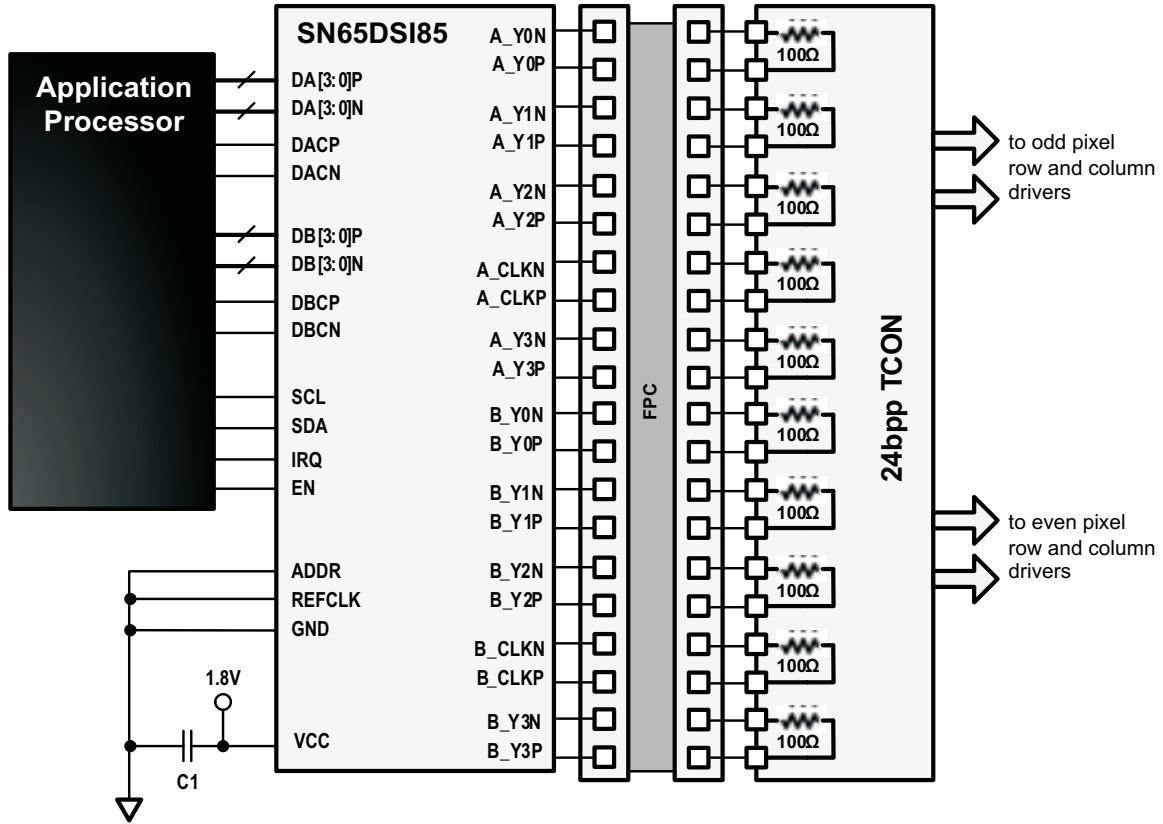 Application
Processor
SN65DSI85
DA[3:0]P
DA[3:0]N
DACP
DACN
DB[3:0]P
DB[3:0]N
DBCP
DBCN
SCL
SDA
IRQ
EN
ADDR
REFCLK
GND
VCC
1.8V
C1
A_Y0N
A_Y0P
A_Y1N
A_Y1P
A_Y2N
A_Y2P
A_CLKN
A_CLKP
A_Y3N
A_Y3P
B_Y0N
B_Y0P
B_Y1N
B_Y1P
B_Y2N
B_Y2P
B_CLKN
B_CLKP
B_Y3N
B_Y3P
FPC
100Ω
100Ω
100Ω
100Ω
100Ω
100Ω
100Ω
100Ω
100Ω
100Ω
24bpp TCON
to odd pixel
row and column
drivers
to even pixel
row and column
drivers